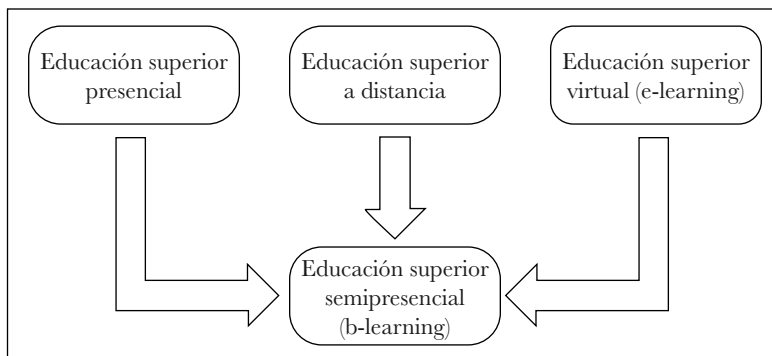 Educación superior
presencial
Educación superior
a distancia
Educación superior
virtual (e-learning)
Educación superior
semipresencial
(b-learning)